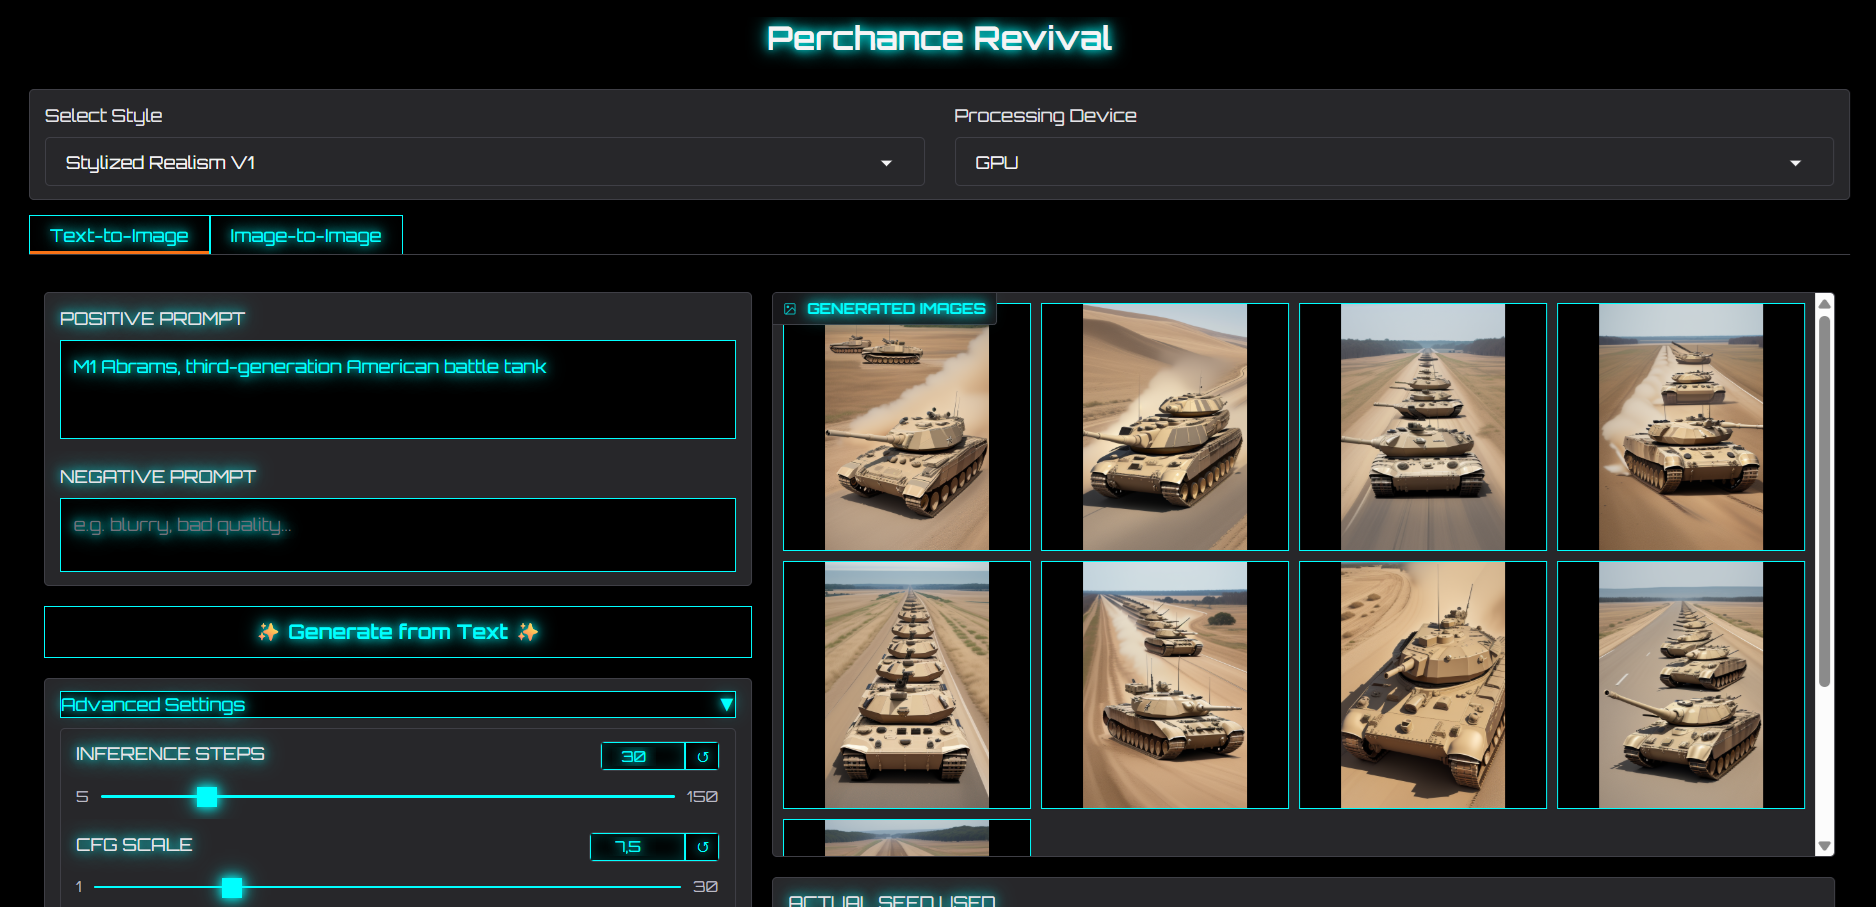 Perchance Revival
Select Style
Processing Device
Stylized Realism V1
GPU
Text-to-Image
Image-to-Image
POSITIVE PROMPT
M1 Abrams, third-generation American battle tank
NEGATIVE PROMPT
e.g. blurry, bad quality...
✨ Generate from Text ✨
Advanced Settings
INFERENCE STEPS
30
5
150
CFG SCALE
7,5
1
30
GENERATED IMAGES
ACTUAL SEED USED